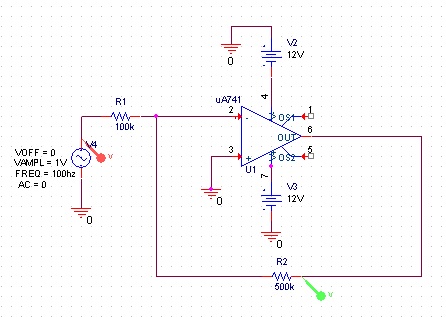 V2
12V
0
R1
100k
uA741
4
2
-
OS1
1
6
OUT
3
+
OS2
5
U1
7
V4
V
VOFF = 0
VAMPL = 1V
FREQ = 100hz
AC = 0
0
0
V3
12V
0
R2
500k
V